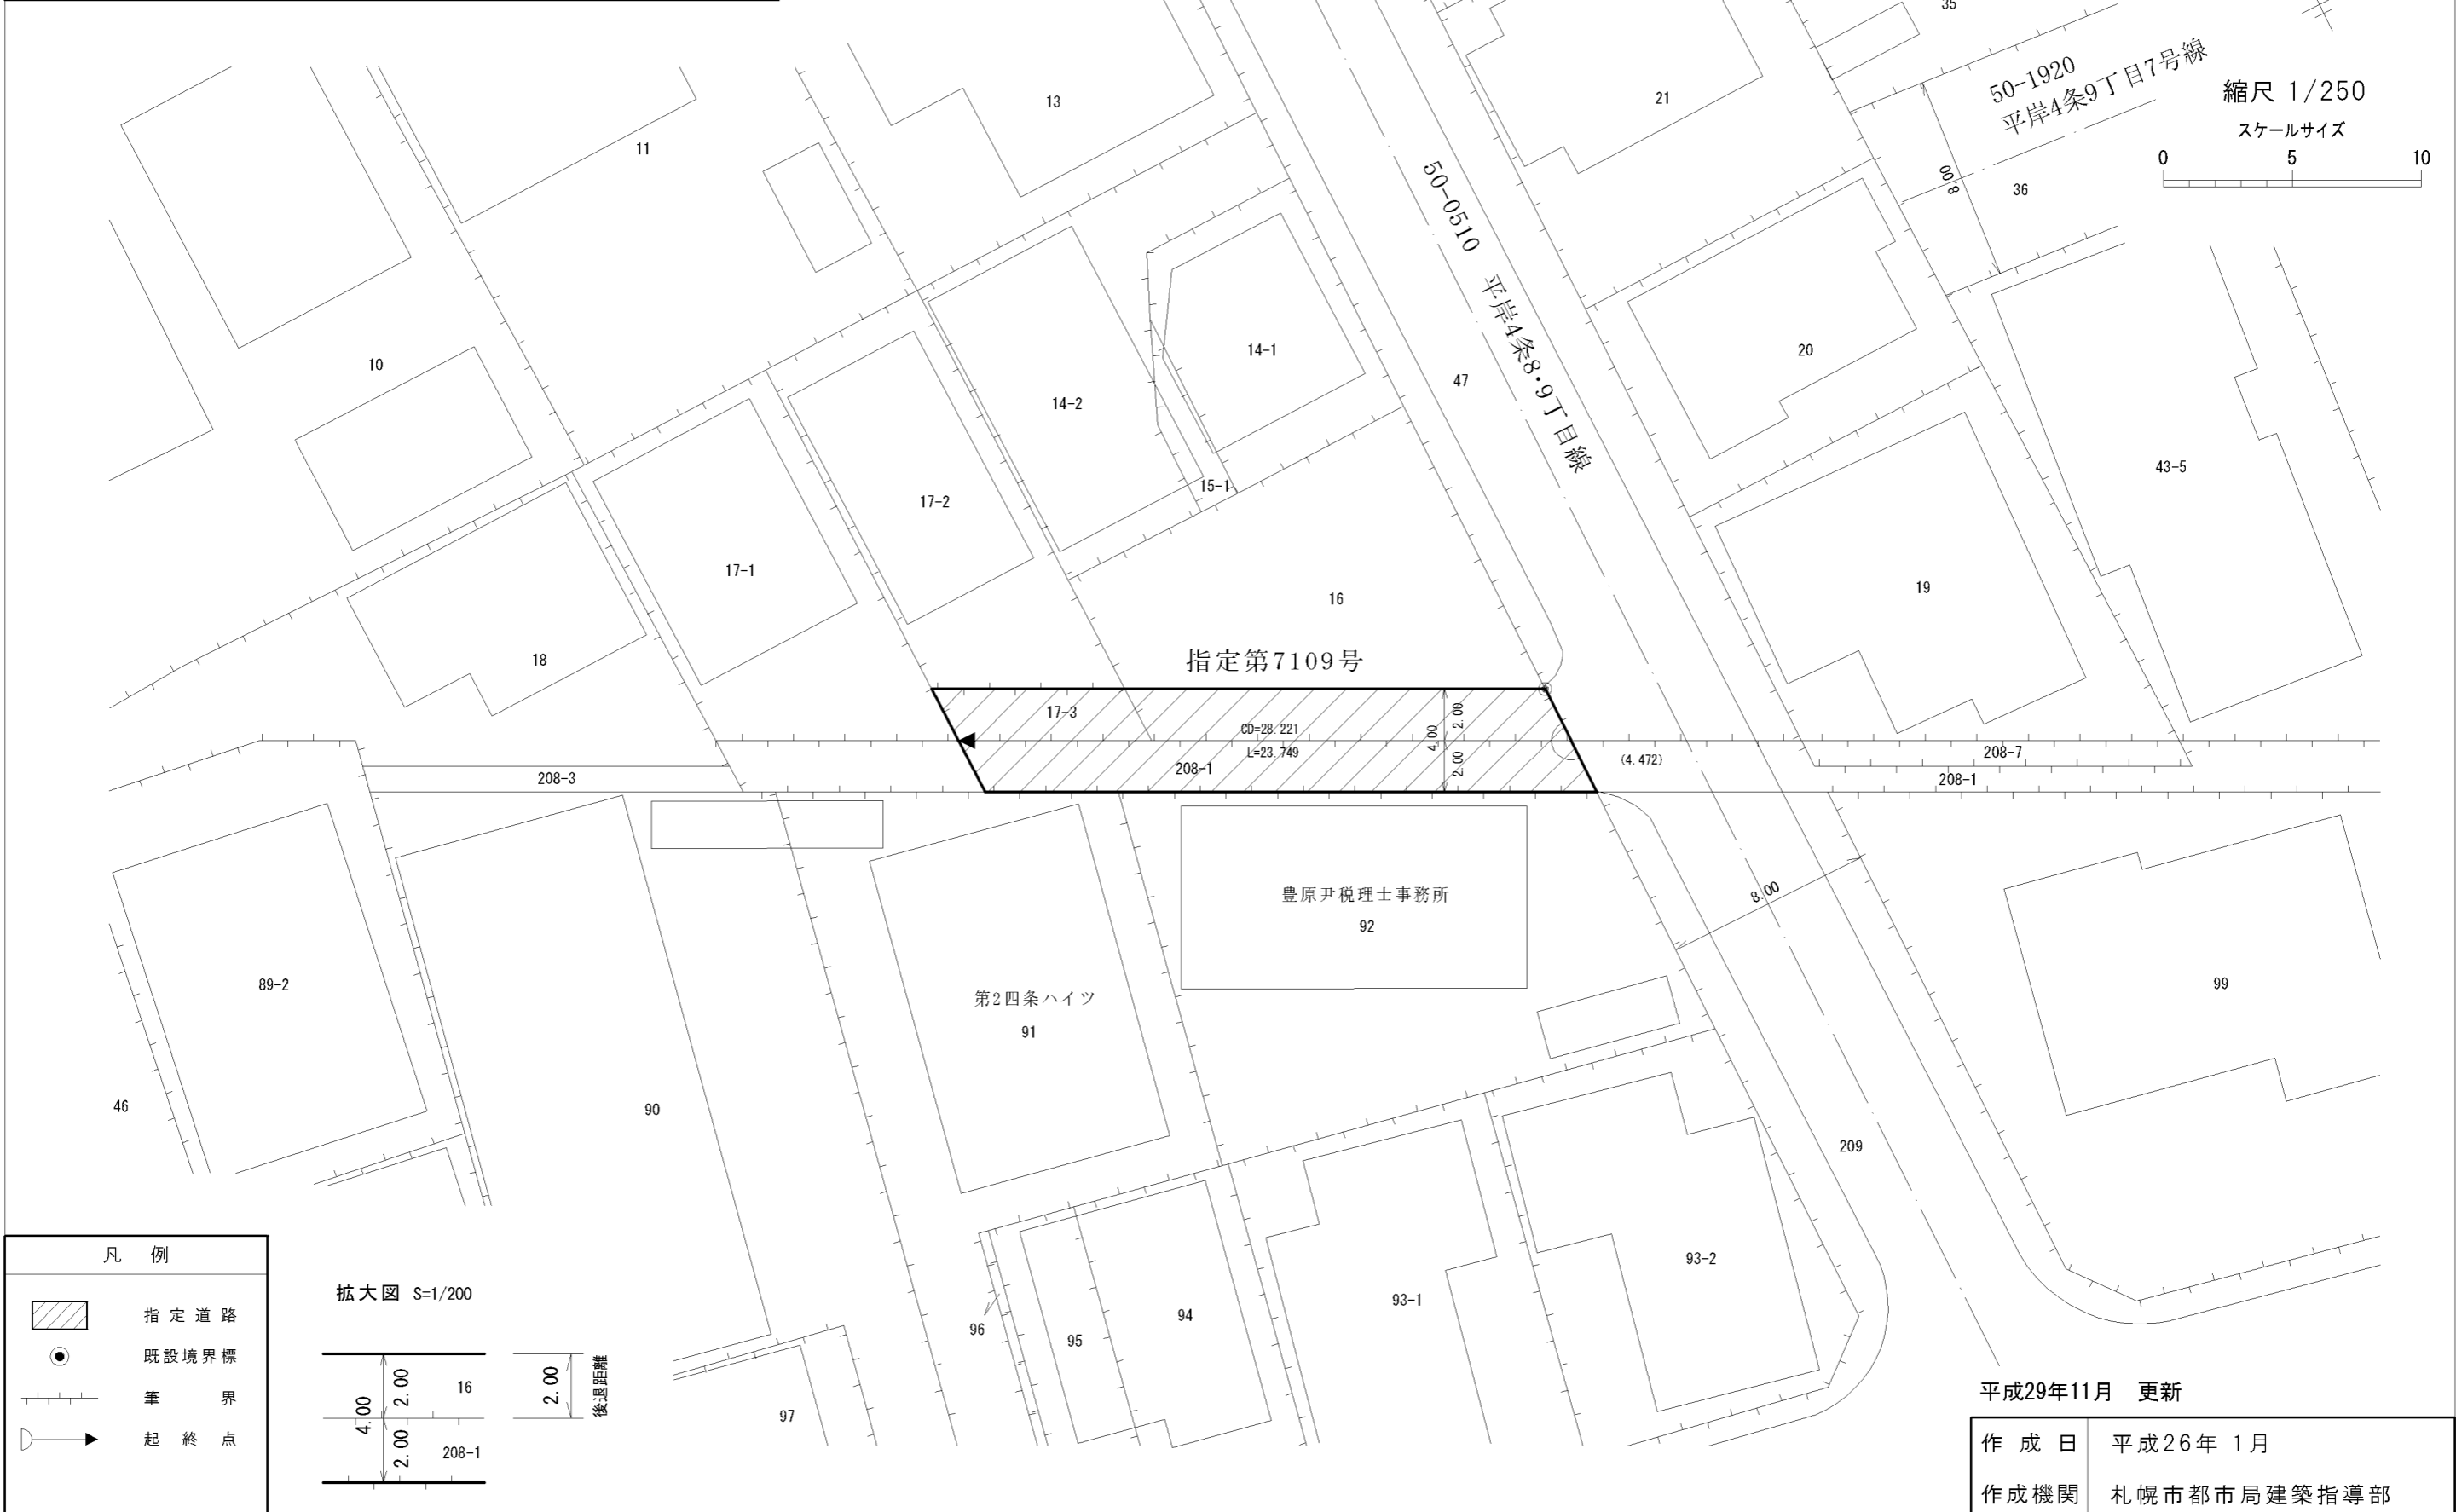 35
50-1920
平岸4条9丁目7号線
縮尺 1/250
スケールサイズ
0 5 10
13
21
11
8.00
36
50-0510 平岸4条8・9丁目線
10
14-1
20
14-2
47
43-5
15-1
17-2
17-1
19
16
18
指定第7109号
17-3
CD=28.221
L=23.749
4.00
2.00
2.00
(4.472)
208-7
208-1
208-1
208-3
豊原尹税理士事務所
92
8.00
89-2
第2四条ハイツ
91
99
46
90
209
93-2
93-1
94
95
96
97
凡 例
指定道路
既設境界標
筆 界
起終点
拡大図 S=1/200
4.00
2.00
2.00
16
208-1
2.00
後退距離
平成29年11月 更新
作成日 平成26年 1月
作成機関 札幌市都市局建築指導部